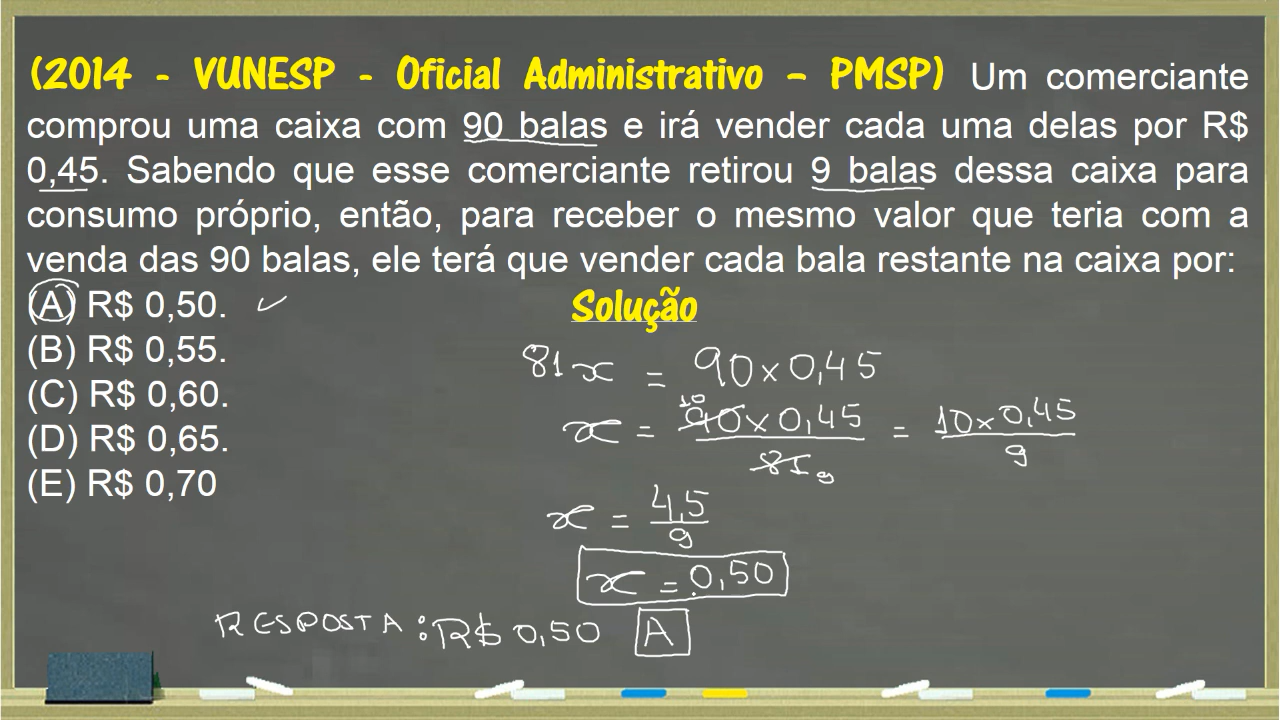 (2014 - VUNESP - Oficial Administrativo – PMSP) Um comerciante
comprou uma caixa com 90 balas e irá vender cada uma delas por R$
0,45. Sabendo que esse comerciante retirou 9 balas dessa caixa para
consumo próprio, então, para receber o mesmo valor que teria com a
venda das 90 balas, ele terá que vender cada bala restante na caixa por:
(A) R$ 0,50. ✓
(B) R$ 0,55.
(C) R$ 0,60.
(D) R$ 0,65.
(E) R$ 0,70
Solução
81x = 90×0,45
x = 90×0,45/81 = 10×0,45/9
10
9
x = 4,5/9
x = 0,50
RESPOSTA: R$ 0,50 A